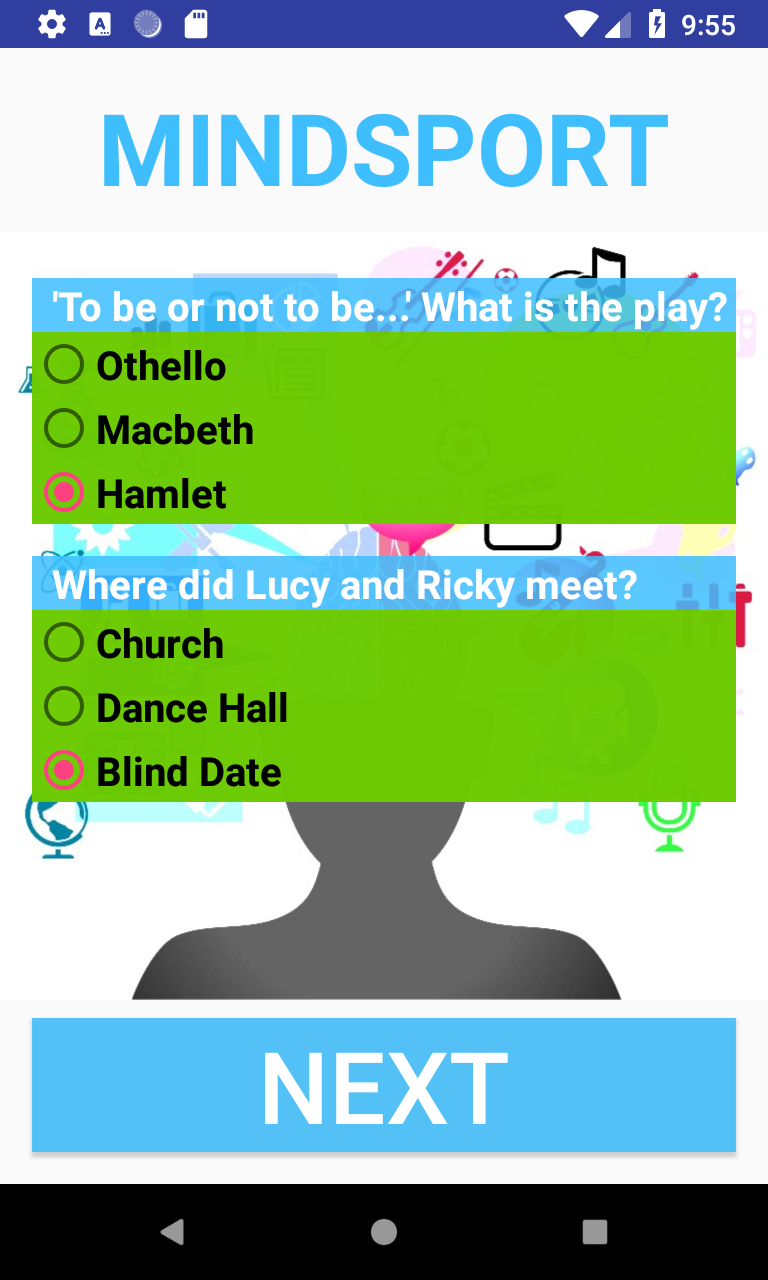 9:55
MINDSPORT
'To be or not to be...' What is the play?
Othello
Macbeth
Hamlet
Where did Lucy and Ricky meet?
Church
Dance Hall
Blind Date
NEXT